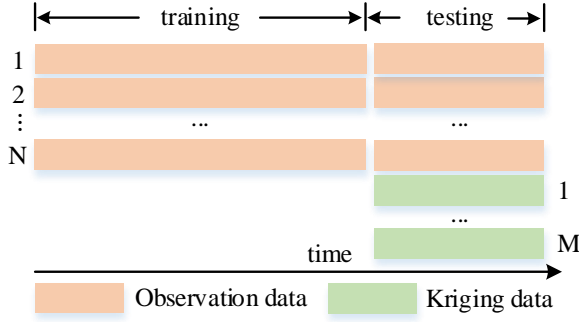 training testing
1
2
⋮
... ...
N
1
...
M
time
Observation data Kriging data